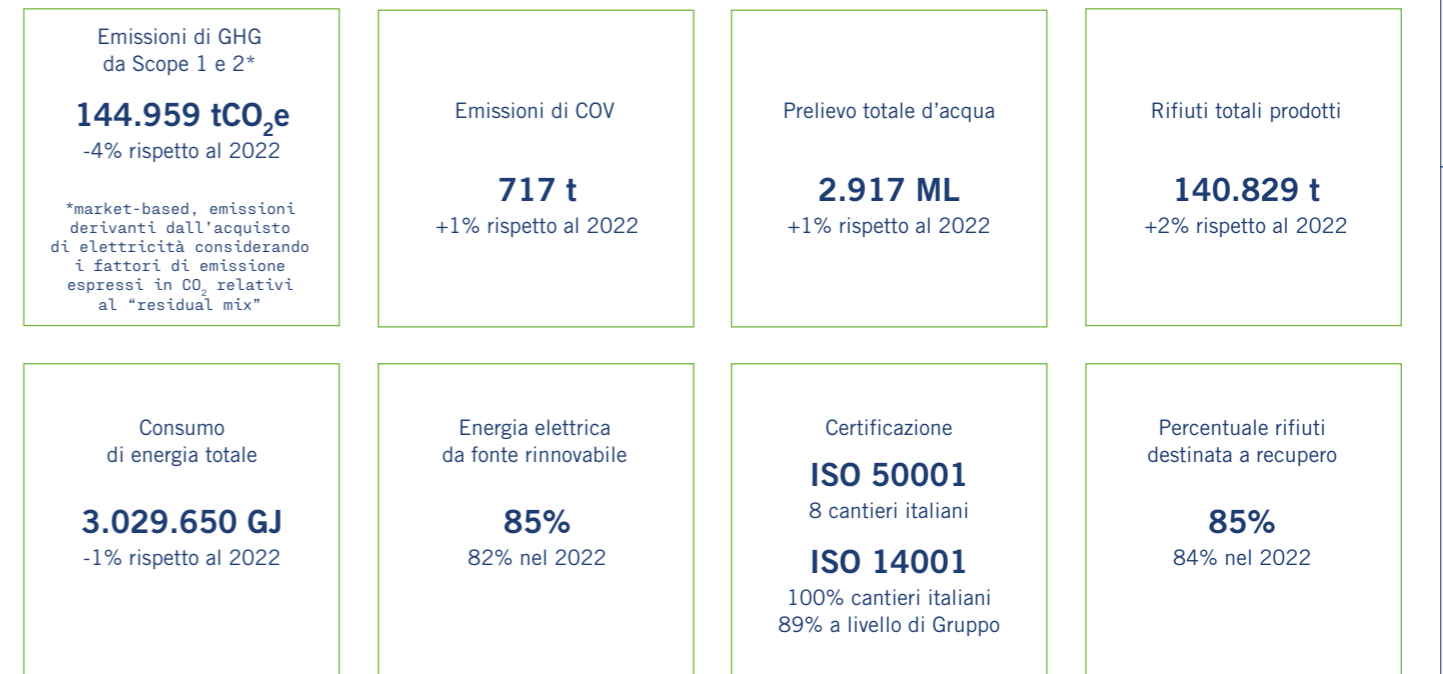 Emissioni di GHG
da Scope 1 e 2*
144.959 tCO₂e
-4% rispetto al 2022
*market-based, emissioni
derivanti dall'acquisto
di elettricità considerando
i fattori di emissione
espressi in CO₂ relativi
al “residual mix”
Emissioni di COV
717 t
+1% rispetto al 2022
Prelievo totale d'acqua
2.917 ML
+1% rispetto al 2022
Rifiuti totali prodotti
140.829 t
+2% rispetto al 2022
Consumo
di energia totale
3.029.650 GJ
-1% rispetto al 2022
Energia elettrica
da fonte rinnovabile
85%
82% nel 2022
Certificazione
ISO 50001
8 cantieri italiani
ISO 14001
100% cantieri italiani
89% a livello di Gruppo
Percentuale rifiuti
destinata a recupero
85%
84% nel 2022